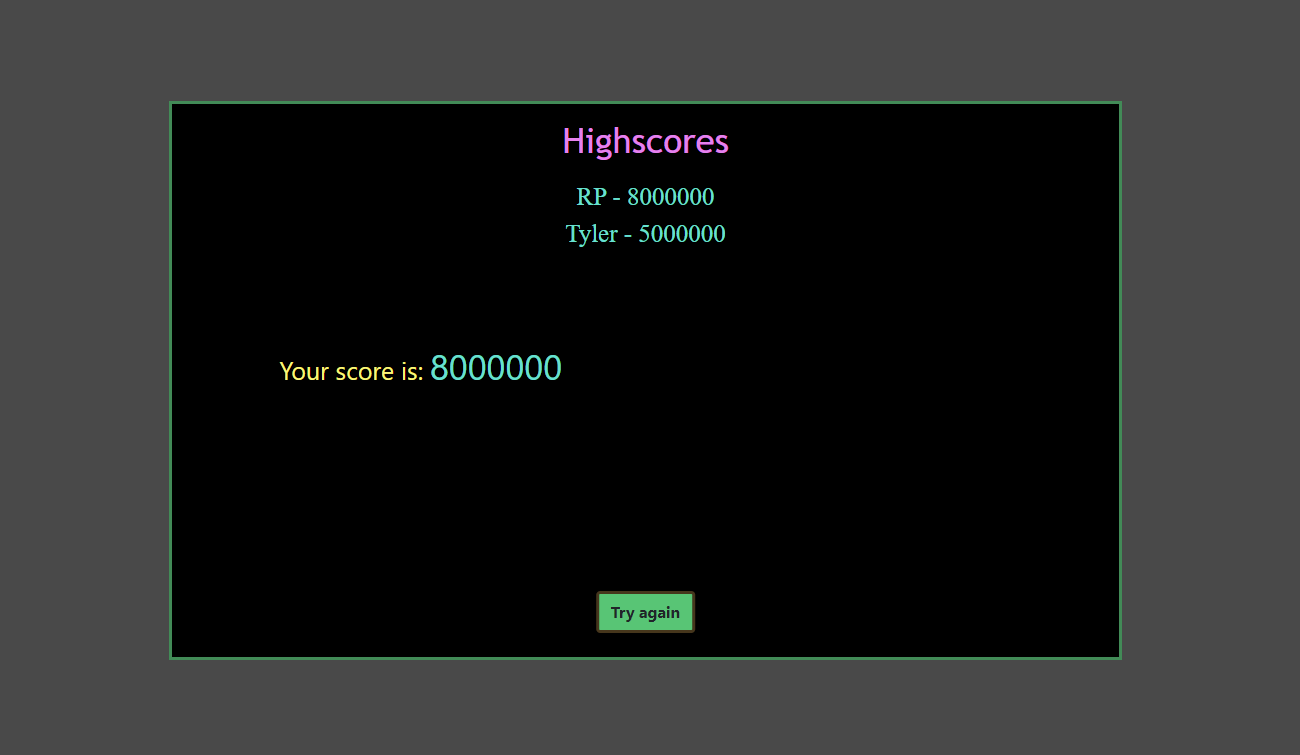 Highscores
RP - 8000000
Tyler - 5000000
Your score is: 8000000
Try again